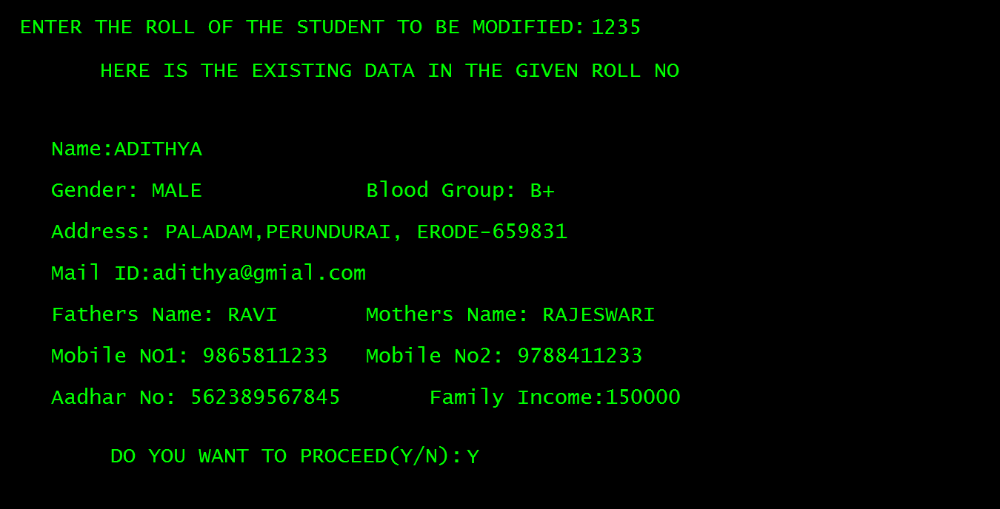 ENTER THE ROLL OF THE STUDENT TO BE MODIFIED: 1235
HERE IS THE EXISTING DATA IN THE GIVEN ROLL NO
Name:ADITHYA
Gender: MALE Blood Group: B+
Address: PALADAM,PERUNDURAI, ERODE-659831
Mail ID:adithya@gmial.com
Fathers Name: RAVI Mothers Name: RAJESWARI
Mobile NO1: 9865811233 Mobile No2: 9788411233
Aadhar No: 562389567845 Family Income:150000
DO YOU WANT TO PROCEED(Y/N):Y